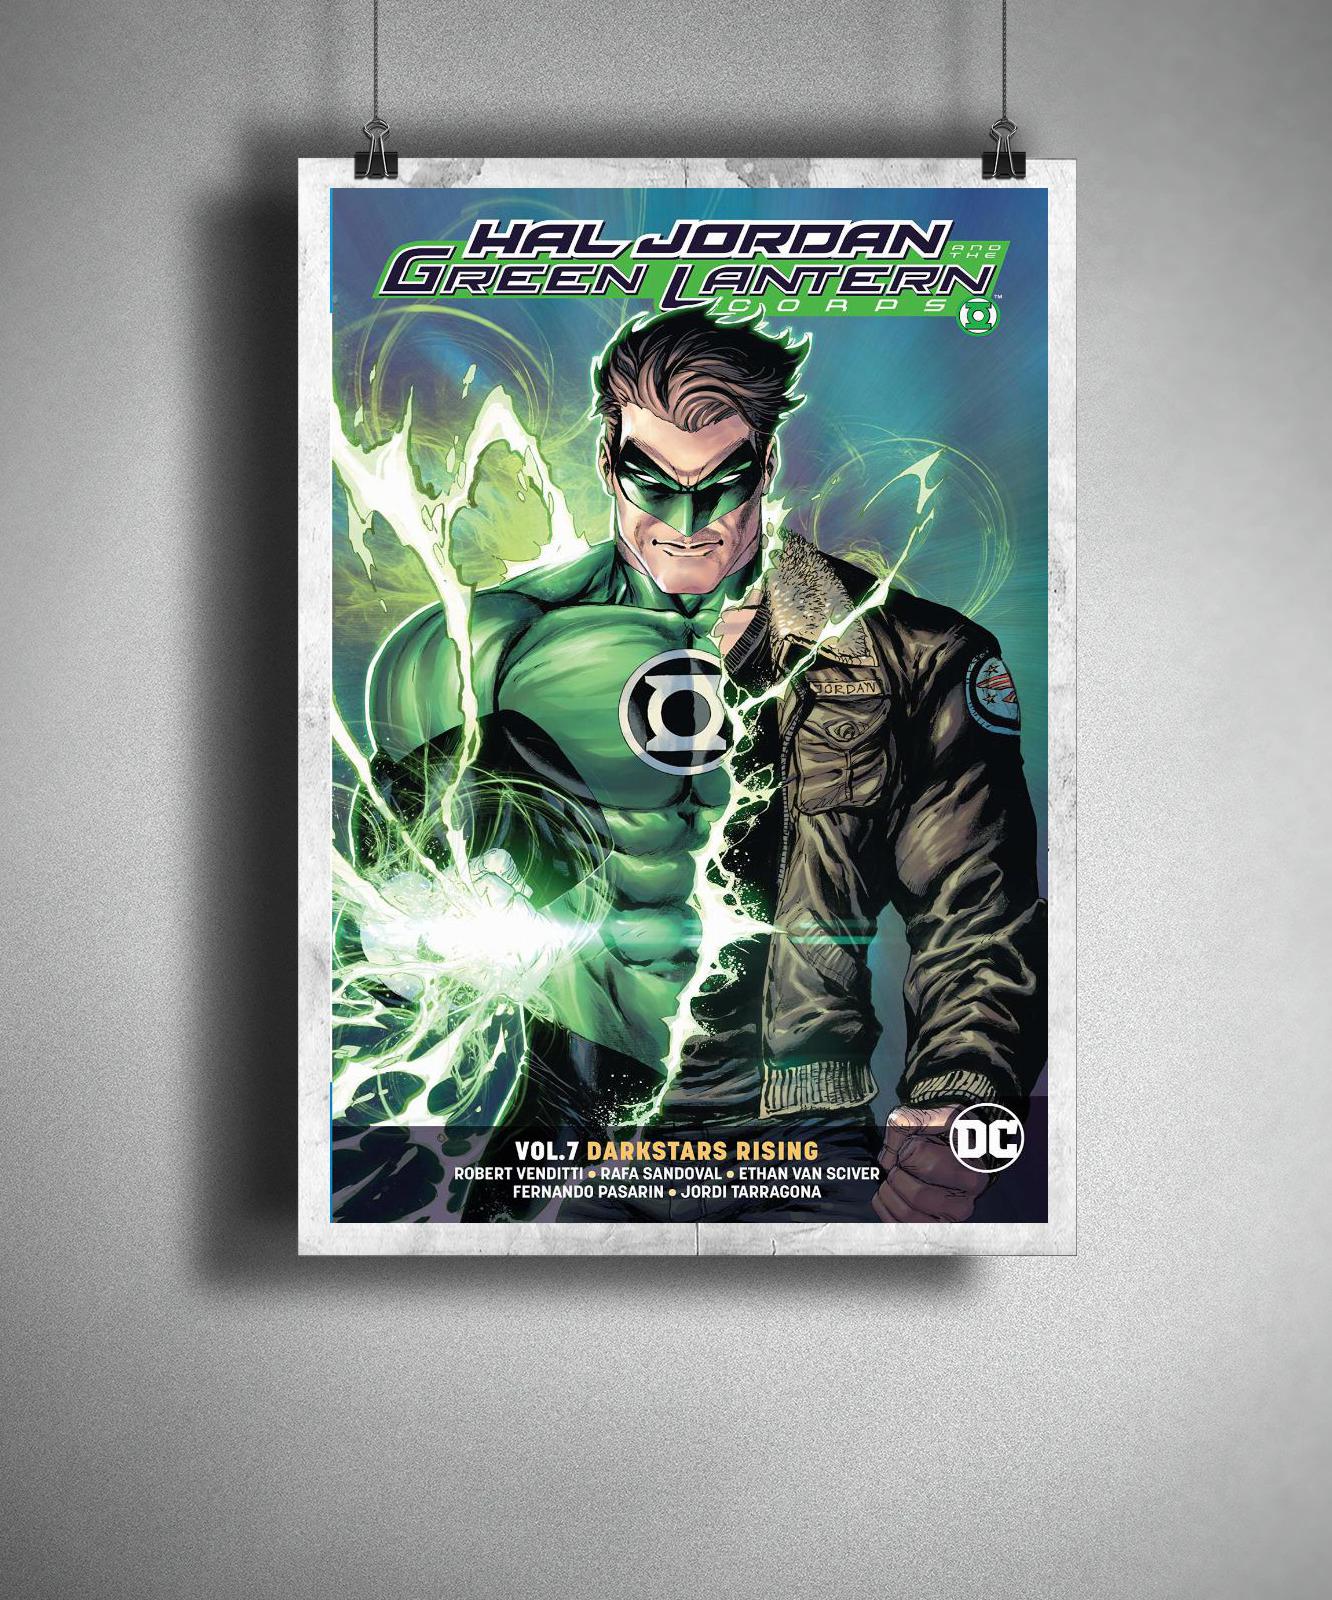 HAL JORDAN
AND THE
GREEN LANTERN
CORPS
TM
JORDAN
VOL.7 DARKSTARS RISING
ROBERT VENDITTI • RAFA SANDOVAL • ETHAN VAN SCIVER
FERNANDO PASARIN • JORDI TARRAGONA
DC